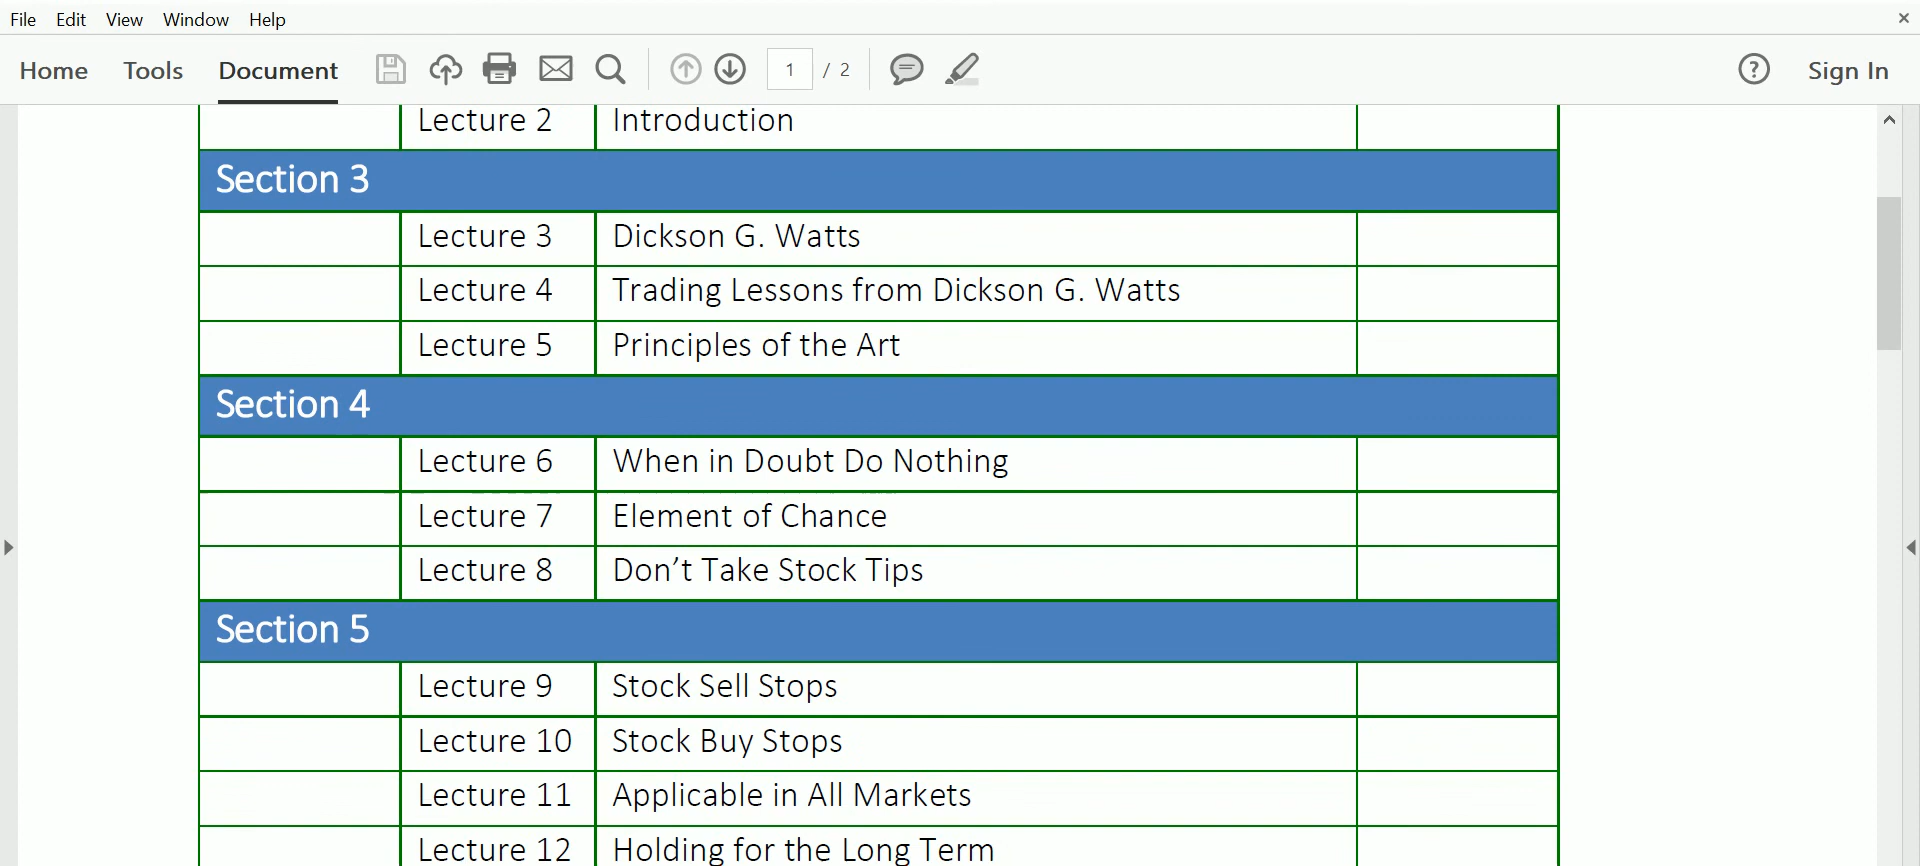 File Edit View Window Help
Home Tools Document 1 / 2 Sign In
Lecture 2 Introduction
Section 3
Lecture 3 Dickson G. Watts
Lecture 4 Trading Lessons from Dickson G. Watts
Lecture 5 Principles of the Art
Section 4
Lecture 6 When in Doubt Do Nothing
Lecture 7 Element of Chance
Lecture 8 Don’t Take Stock Tips
Section 5
Lecture 9 Stock Sell Stops
Lecture 10 Stock Buy Stops
Lecture 11 Applicable in All Markets
Lecture 12 Holding for the Long Term